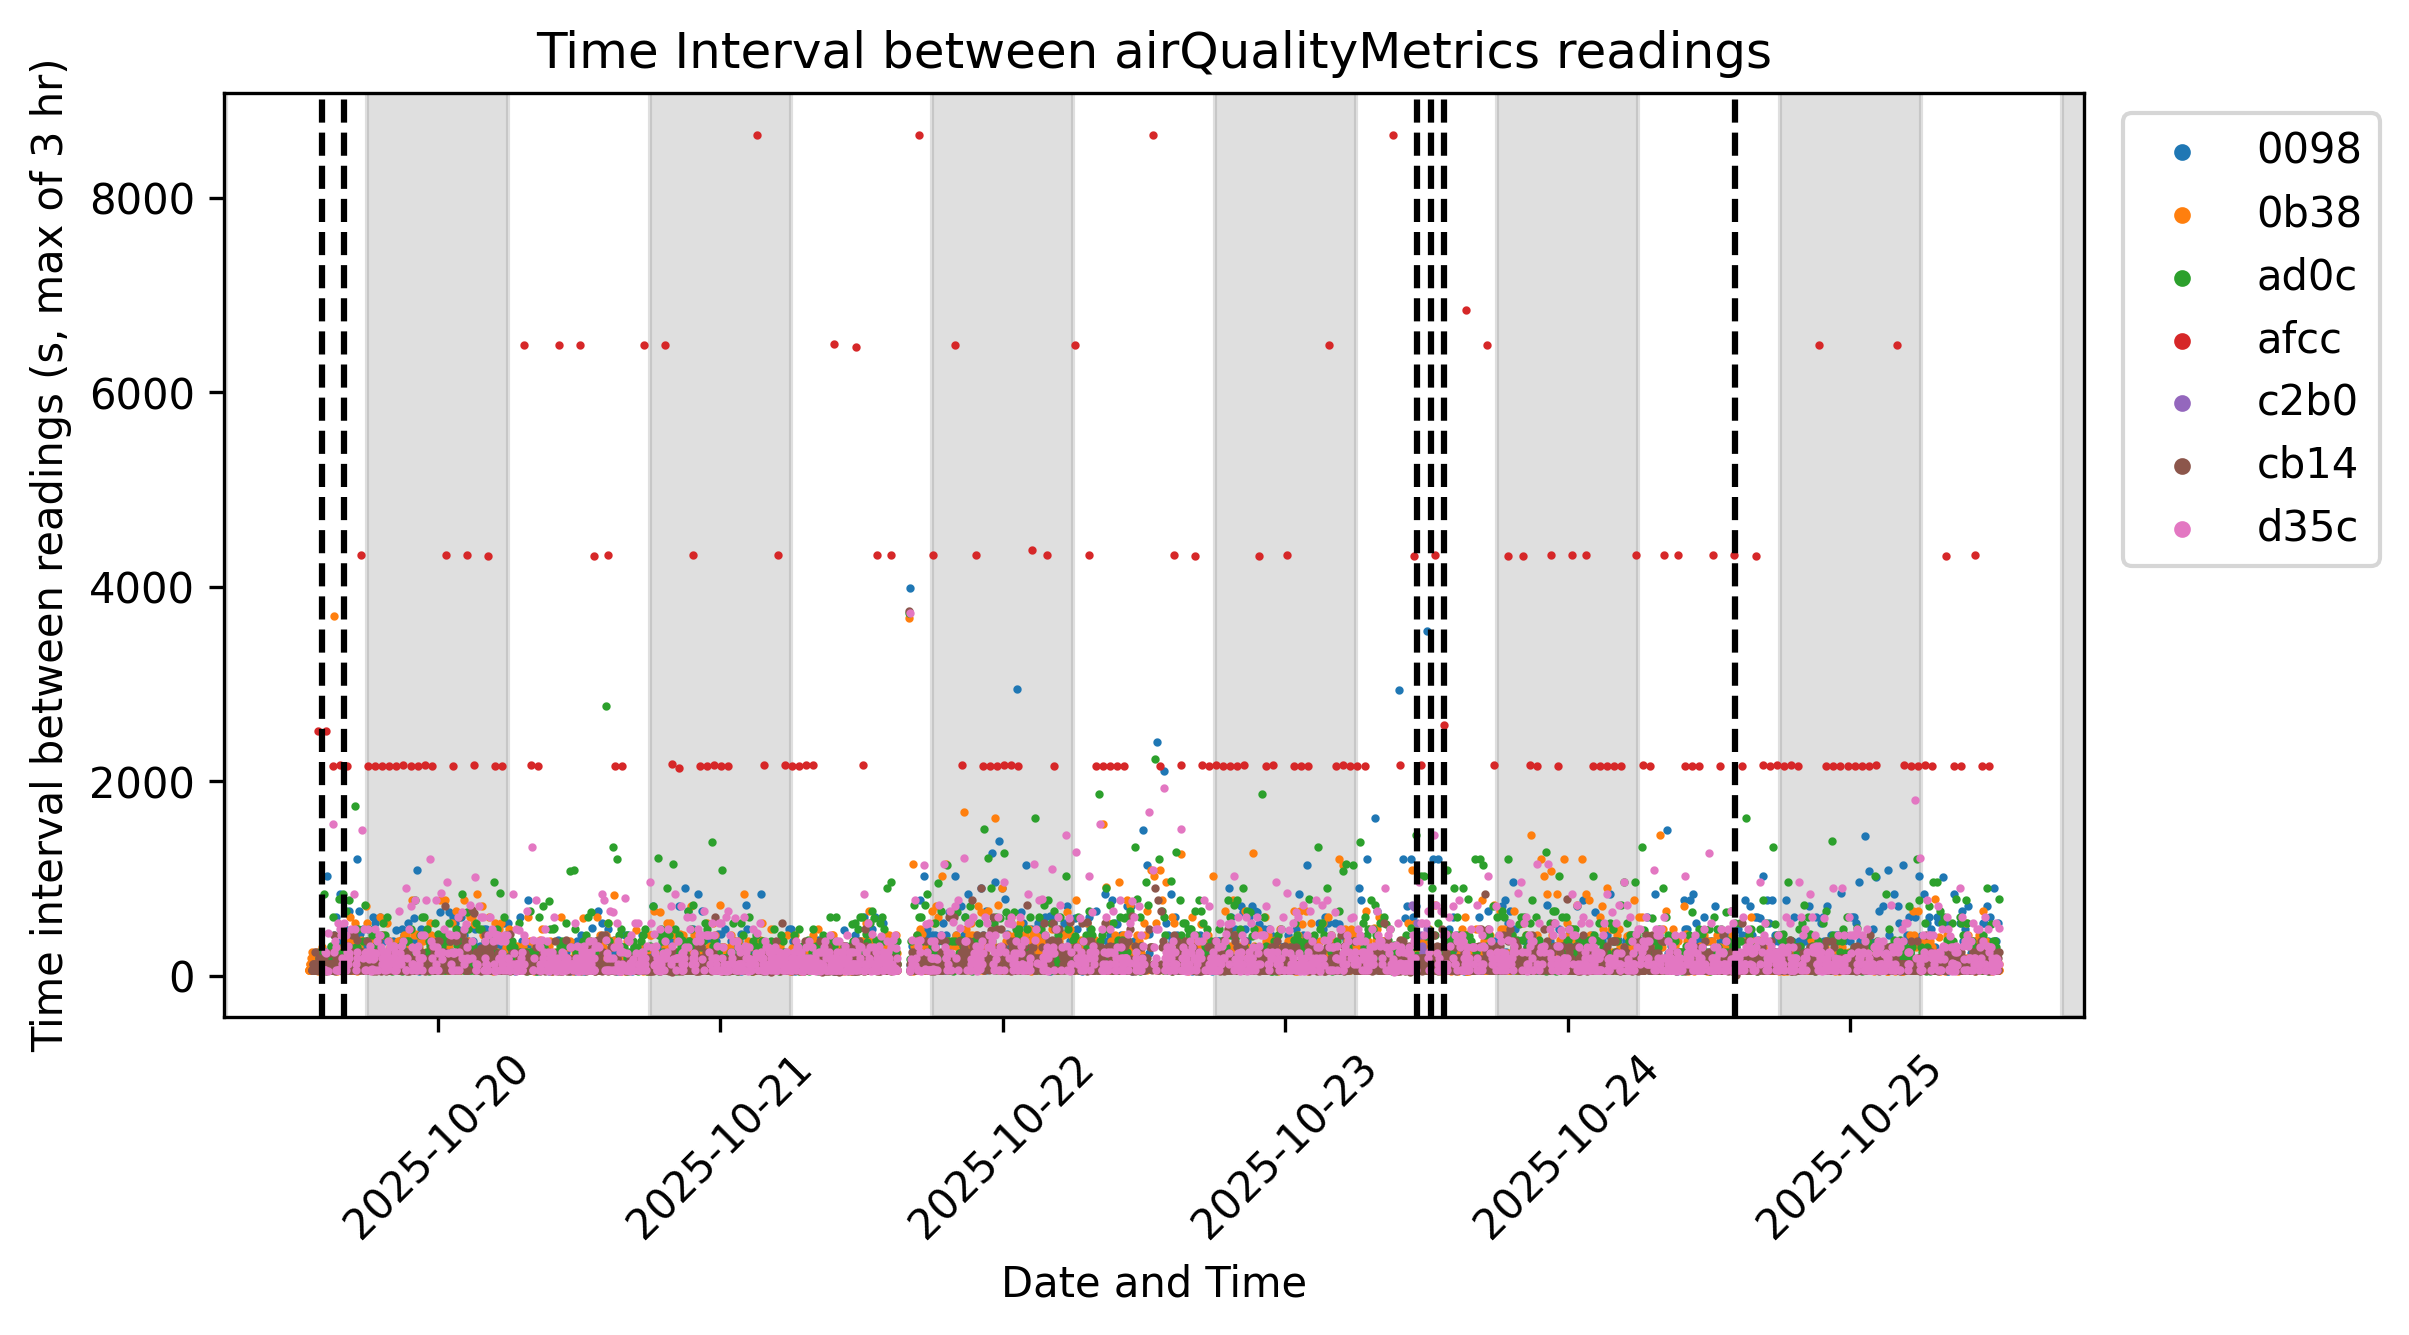 Time Interval between airQualityMetrics readings
Time interval between readings (s, max of 3 hr)
8000
6000
4000
2000
0
2025-10-20
2025-10-21
2025-10-22
2025-10-23
2025-10-24
2025-10-25
Date and Time
0098
0b38
ad0c
afcc
c2b0
cb14
d35c